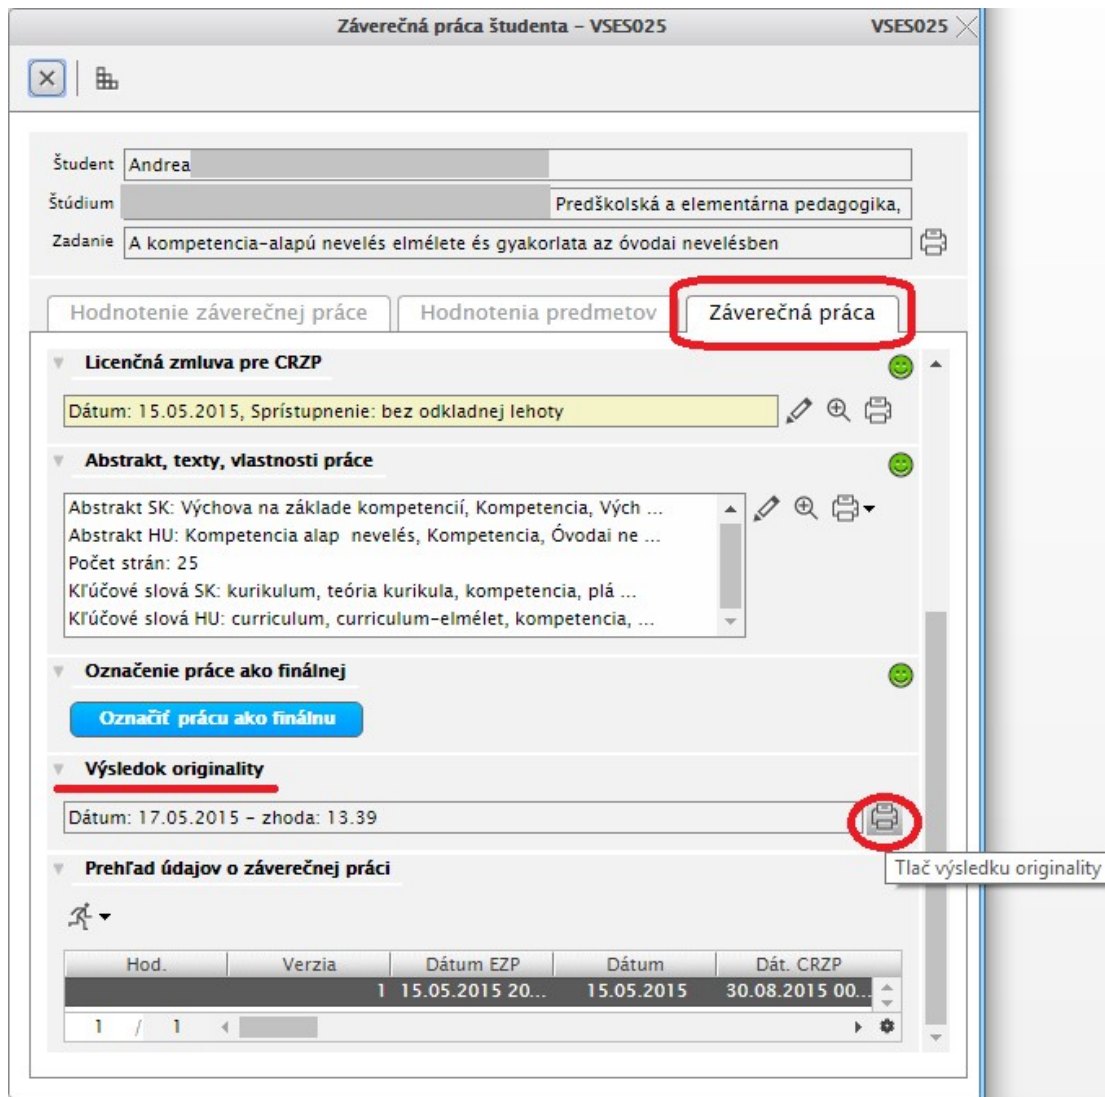 Záverečná práca študenta – VSES025 VSES025
Študent Andrea
Štúdium Predškolská a elementárna pedagogika,
Zadanie A kompetencia-alapú nevelés elmélete és gyakorlata az óvodai nevelésben
Hodnotenie záverečnej práce Hodnotenia predmetov Záverečná práca
Licenčná zmluva pre CRZP
Dátum: 15.05.2015, Sprístupnenie: bez odkladnej lehoty
Abstrakt, texty, vlastnosti práce
Abstrakt SK: Výchova na základe kompetencií, Kompetencia, Vých ...
Abstrakt HU: Kompetencia alap nevelés, Kompetencia, Óvodai ne ...
Počet strán: 25
Kľúčové slová SK: kurikulum, teória kurikula, kompetencia, plá ...
Kľúčové slová HU: curriculum, curriculum-elmélet, kompetencia, ...
Označenie práce ako finálnej
Označiť prácu ako finálnu
Výsledok originality
Dátum: 17.05.2015 – zhoda: 13.39
Tlač výsledku originality
Prehľad údajov o záverečnej práci
Hod. Verzia Dátum EZP Dátum Dát. CRZP
1 15.05.2015 20... 15.05.2015 30.08.2015 00...
1 / 1